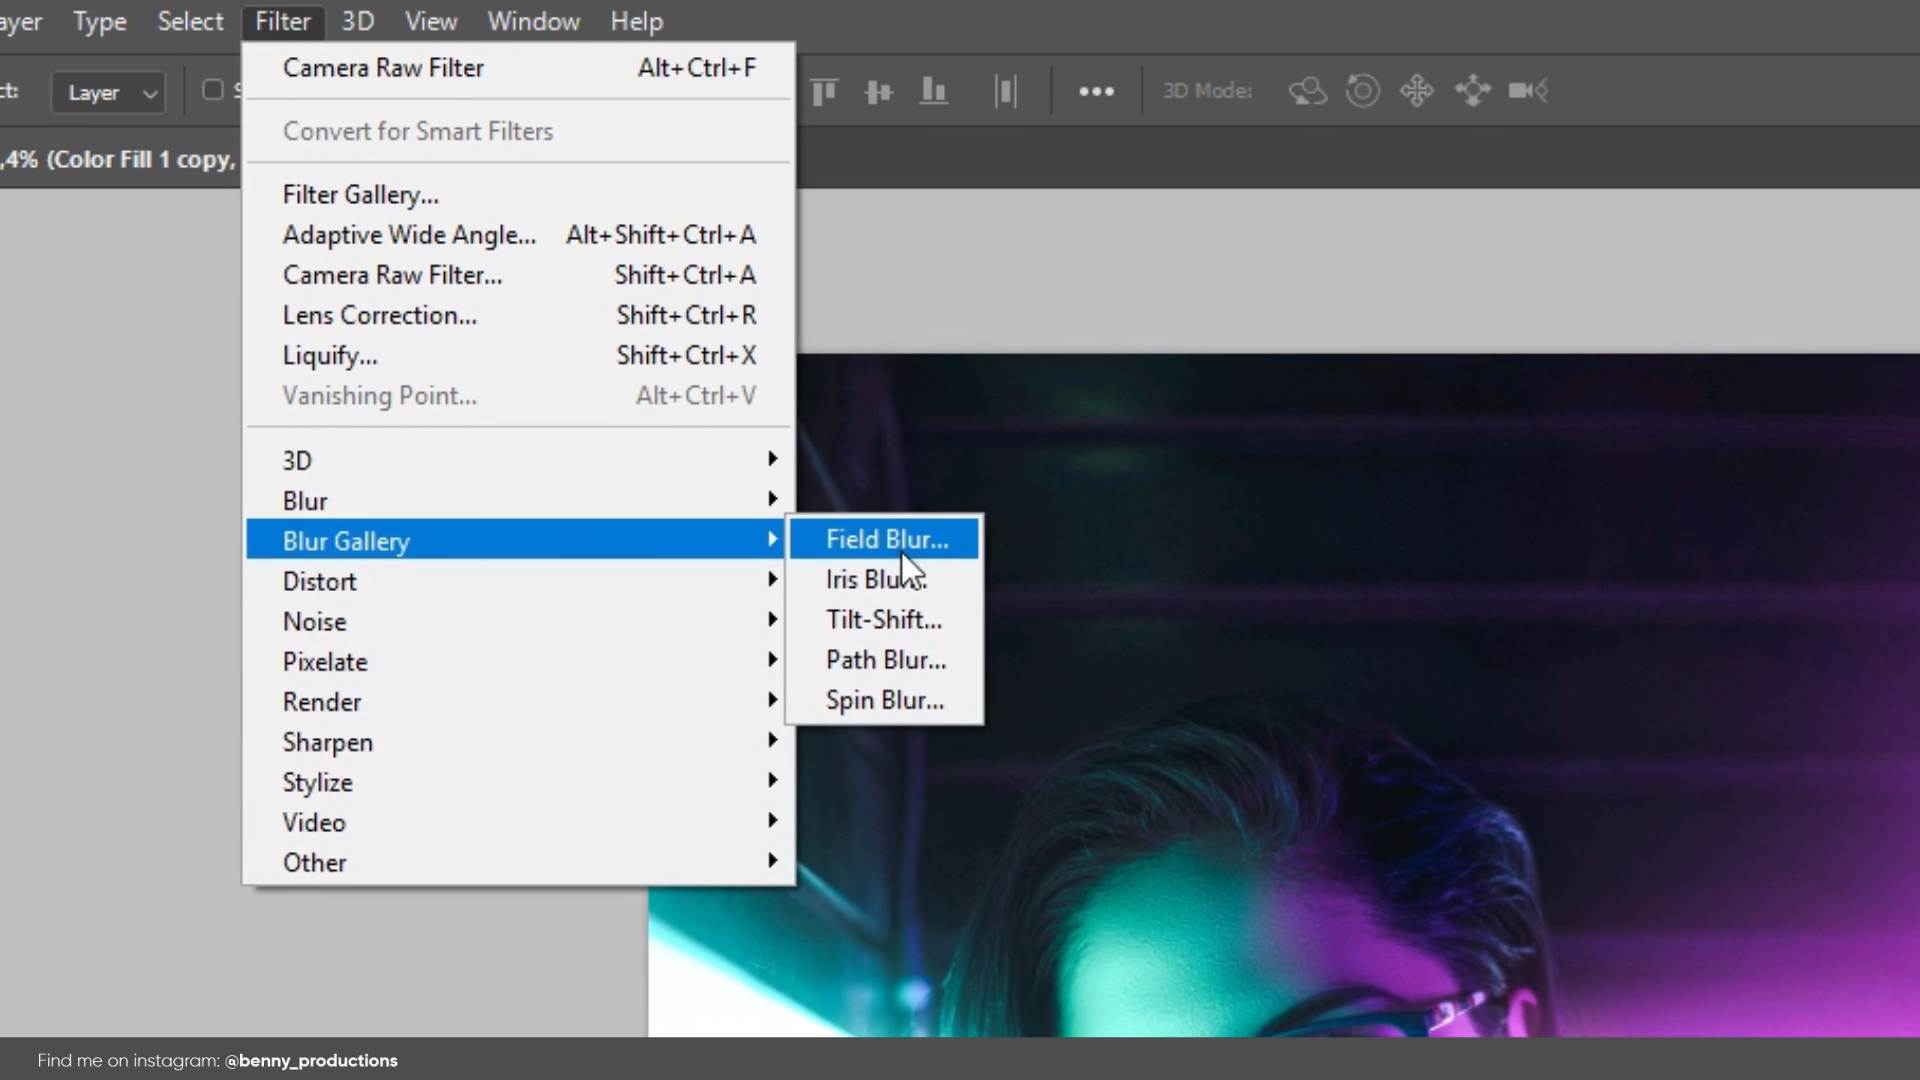 Type Select Filter 3D View Window Help
Layer
3D Mode:
,4% (Color Fill 1 copy,
Camera Raw Filter Alt+Ctrl+F
Convert for Smart Filters
Filter Gallery...
Adaptive Wide Angle... Alt+Shift+Ctrl+A
Camera Raw Filter... Shift+Ctrl+A
Lens Correction... Shift+Ctrl+R
Liquify... Shift+Ctrl+X
Vanishing Point... Alt+Ctrl+V
3D
Blur
Blur Gallery
Distort
Noise
Pixelate
Render
Sharpen
Stylize
Video
Other
Field Blur...
Iris Blur...
Tilt-Shift...
Path Blur...
Spin Blur...
Find me on instagram: @benny_productions